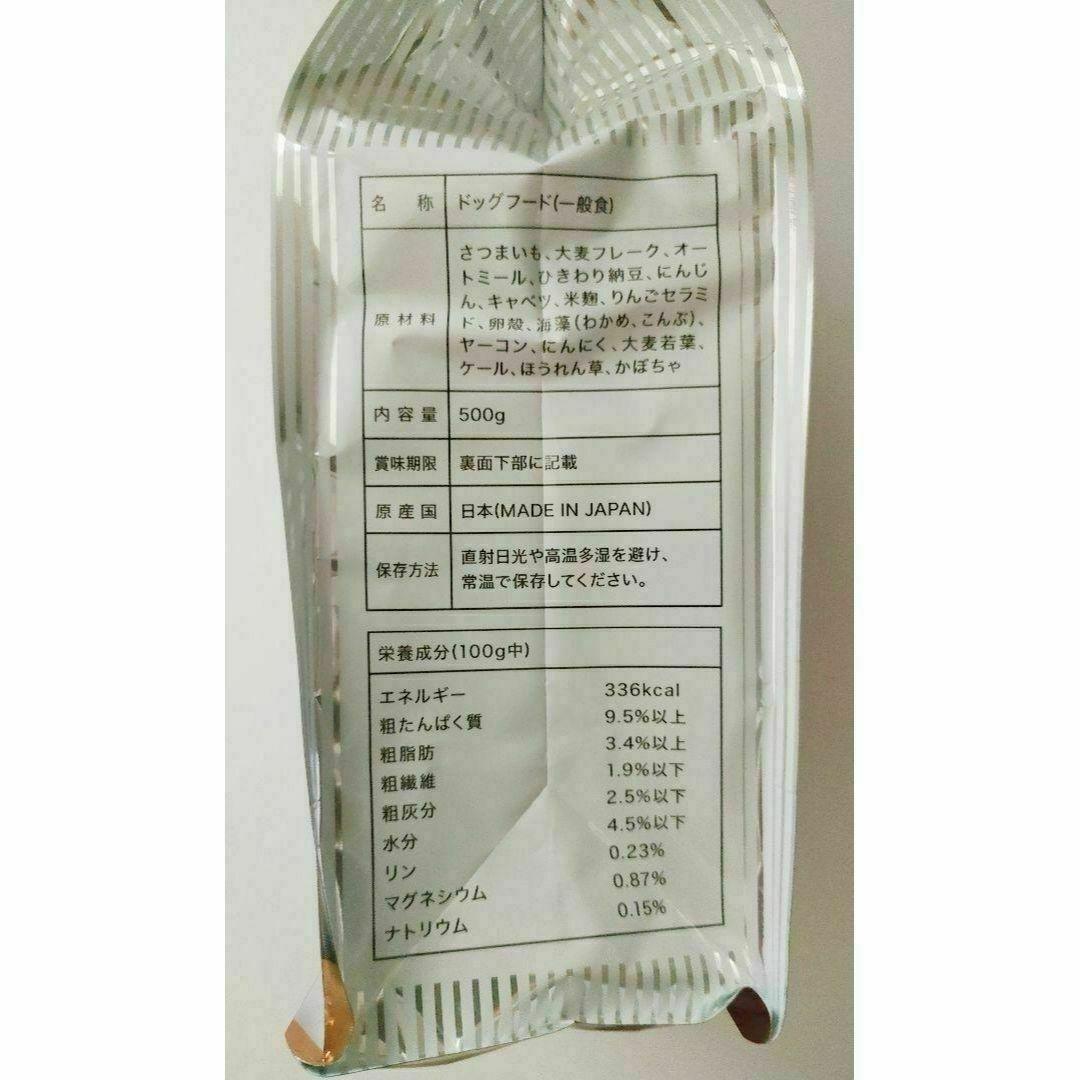 名称 ドッグフード(一般食)
原材料
さつまいも、大麦フレーク、オー
トミール、ひきわり納豆、にんじ
ん、キャベツ、米麹、りんごセラミ
ド、卵殻、海藻(わかめ、こんぶ)、
ヤーコン、にんにく、大麦若葉、
ケール、ほうれん草、かぼちゃ
内容量 500g
賞味期限 裏面下部に記載
原産国 日本(MADE IN JAPAN)
保存方法
直射日光や高温多湿を避け、
常温で保存してください。
栄養成分(100g中)
エネルギー 336kcal
粗たんぱく質 9.5%以上
粗脂肪 3.4%以上
粗繊維 1.9%以下
粗灰分 2.5%以下
水分 4.5%以下
リン 0.23%
マグネシウム 0.87%
ナトリウム 0.15%